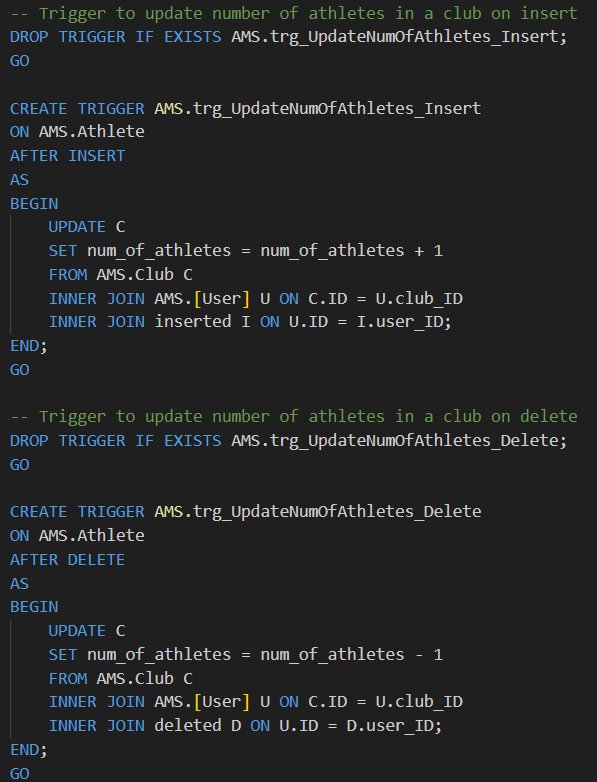 -- Trigger to update number of athletes in a club on insert
DROP TRIGGER IF EXISTS AMS.trg_UpdateNumOfAthletes_Insert;
GO

CREATE TRIGGER AMS.trg_UpdateNumOfAthletes_Insert
ON AMS.Athlete
AFTER INSERT
AS
BEGIN
    UPDATE C
    SET num_of_athletes = num_of_athletes + 1
    FROM AMS.Club C
    INNER JOIN AMS.[User] U ON C.ID = U.club_ID
    INNER JOIN inserted I ON U.ID = I.user_ID;
END;
GO

-- Trigger to update number of athletes in a club on delete
DROP TRIGGER IF EXISTS AMS.trg_UpdateNumOfAthletes_Delete;
GO

CREATE TRIGGER AMS.trg_UpdateNumOfAthletes_Delete
ON AMS.Athlete
AFTER DELETE
AS
BEGIN
    UPDATE C
    SET num_of_athletes = num_of_athletes - 1
    FROM AMS.Club C
    INNER JOIN AMS.[User] U ON C.ID = U.club_ID
    INNER JOIN deleted D ON U.ID = D.user_ID;
END;
GO